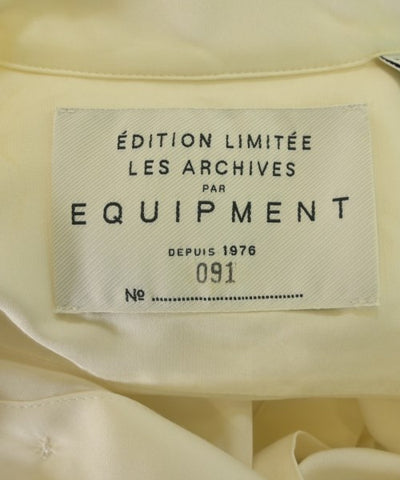 ÉDITION LIMITÉE
LES ARCHIVES
PAR
EQUIPMENT
DEPUIS 1976
091
Nº ........................................